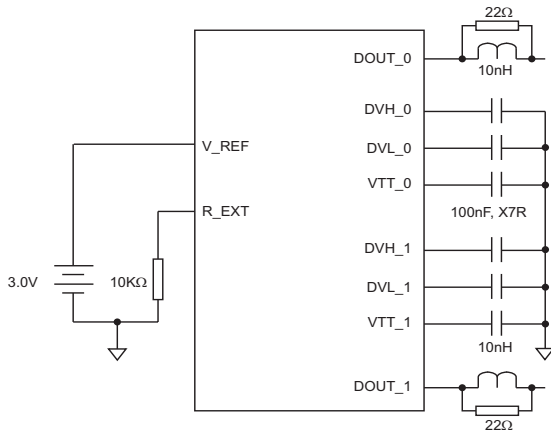 22Ω
DOUT_0
10nH
DVH_0
DVL_0
V_REF
VTT_0
R_EXT
100nF, X7R
DVH_1
3.0V
10KΩ
DVL_1
VTT_1
10nH
DOUT_1
22Ω